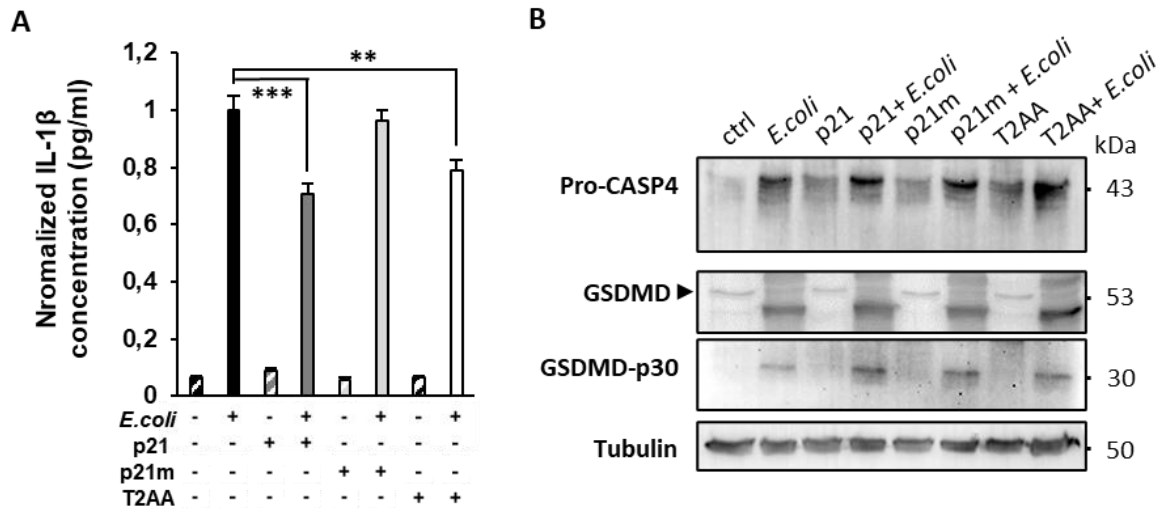 A
Nromalized IL-1β
concentration (pg/ml)
1,2
1
0,8
0,6
0,4
0,2
0
**
***
E.coli - + - + - + - +
p21 - - + + - - - -
p21m - - - - + + - -
T2AA - - - - - - + +
B
ctrl
E.coli
p21
p21+ E.coli
p21m
p21m + E.coli
T2AA
T2AA+ E.coli
kDa
Pro-CASP4
43
GSDMD
53
GSDMD-p30
30
Tubulin
50